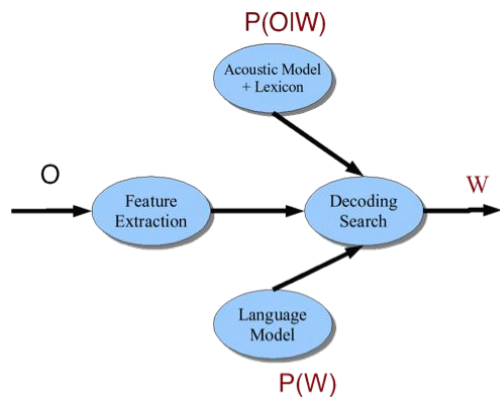 P(O|W)
Acoustic Model
+ Lexicon
O
Feature
Extraction
Decoding
Search
W
Language
Model
P(W)